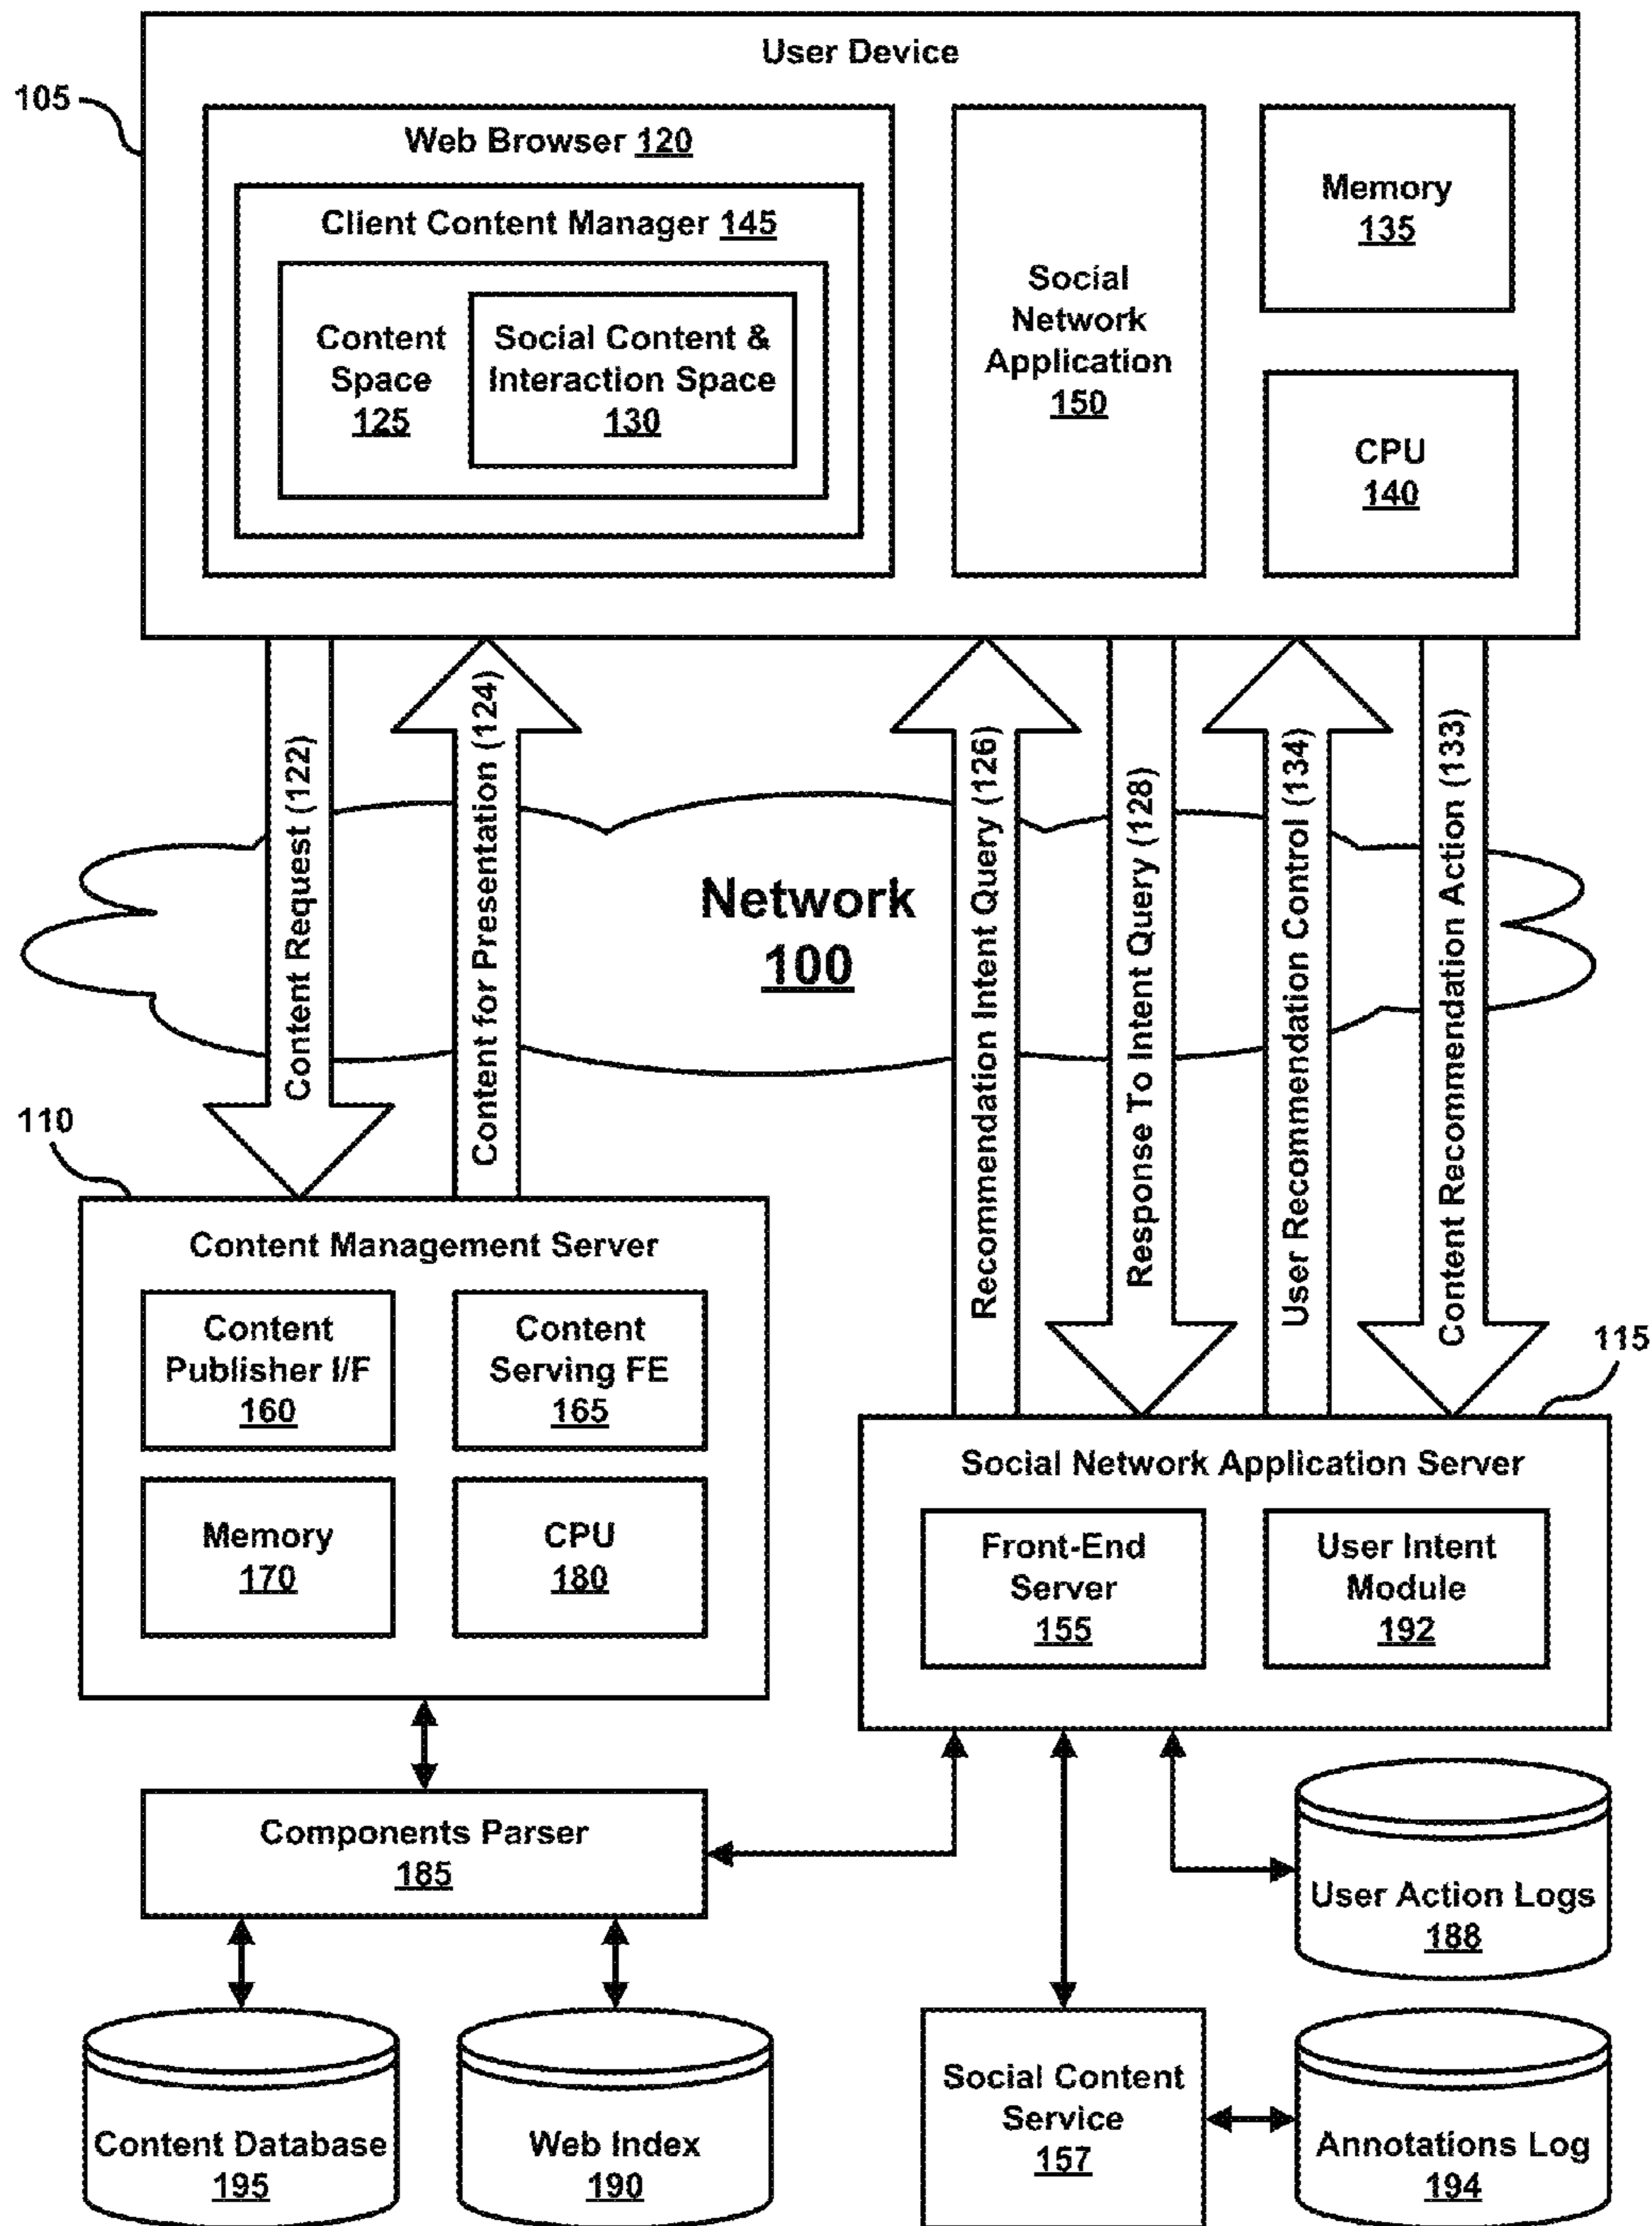 User Device
105
Web Browser 120
Client Content Manager 145
Content
Space
125
Social Content &
Interaction Space
130
Social
Network
Application
150
Memory
135
CPU
140
Content Request (122)
Content for Presentation (124)
Recommendation Intent Query (126)
Response To Intent Query (128)
User Recommendation Control (134)
Content Recommendation Action (133)
Network
100
110
Content Management Server
Content
Publisher I/F
160
Content
Serving FE
165
Memory
170
CPU
180
115
Social Network Application Server
Front-End
Server
155
User Intent
Module
192
Components Parser
185
User Action Logs
188
Content Database
195
Web Index
190
Social Content
Service
157
Annotations Log
194